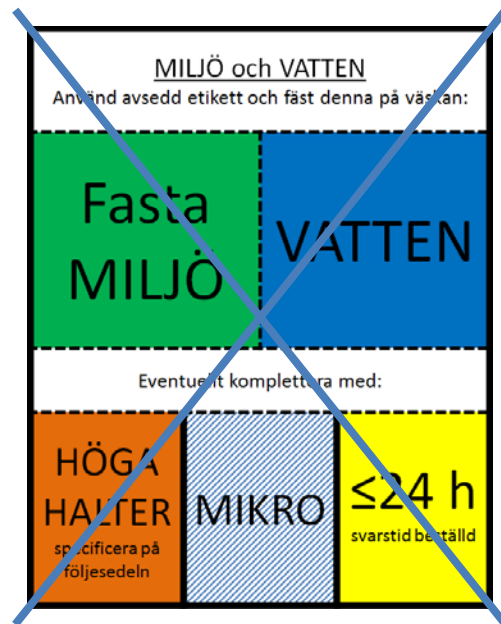 MILJÖ och VATTEN
Använd avsedd etikett och fäst denna på väskan:
Fasta
MILJÖ
VATTEN
Eventuellt komplettera med:
HÖGA
HALTER
specificera på
följesedeln
MIKRO
≤24 h
svarstid beställd